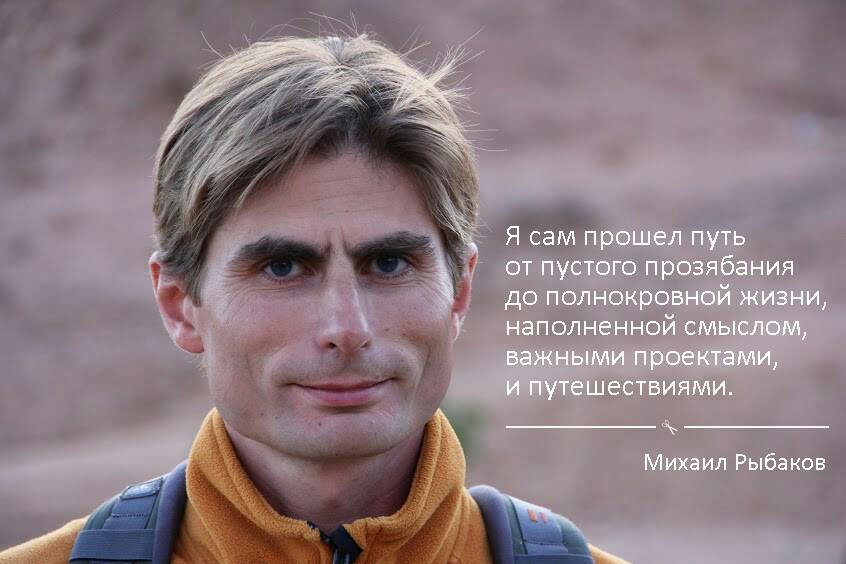 Я сам прошел путь
от пустого прозябания
до полнокровной жизни,
наполненной смыслом,
важными проектами,
и путешествиями.
Михаил Рыбаков